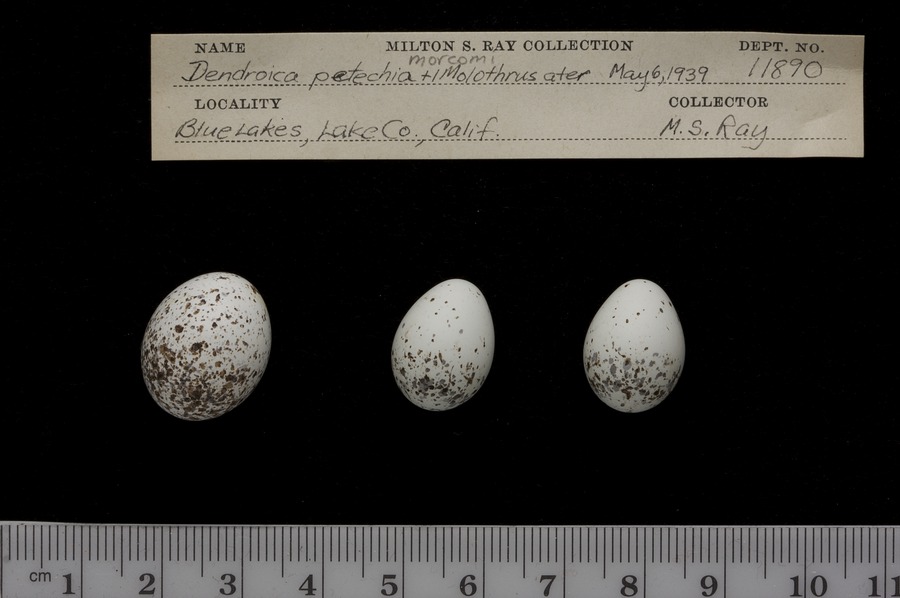 NAME MILTON S. RAY COLLECTION DEPT. NO.
morcomi
Dendroica petechia +1 Molothrus ater May 6, 1939 11890
LOCALITY COLLECTOR
Blue Lakes, Lake Co., Calif. M. S. Ray
cm 1 2 3 4 5 6 7 8 9 10 11